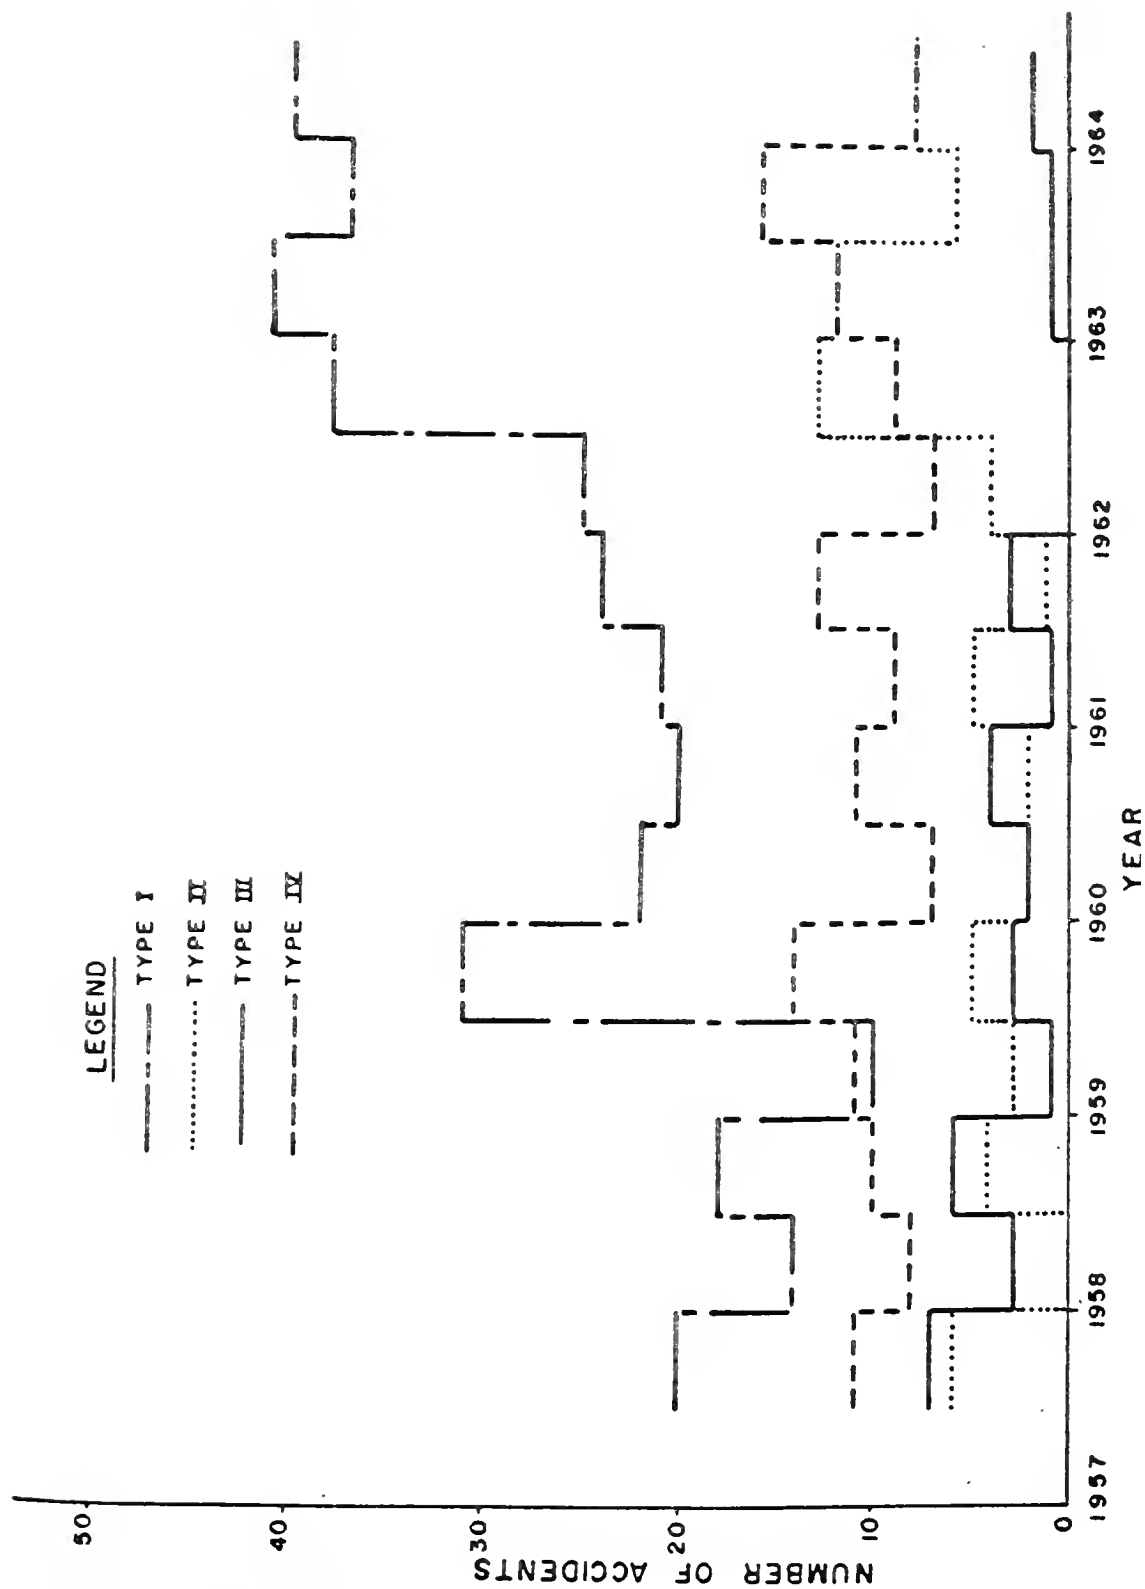 LEGEND
TYPE I
TYPE II
TYPE III
TYPE IV
50
40
30
20
10
0
NUMBER OF ACCIDENTS
1957
1958
1959
1960
1961
1962
1963
1964
YEAR